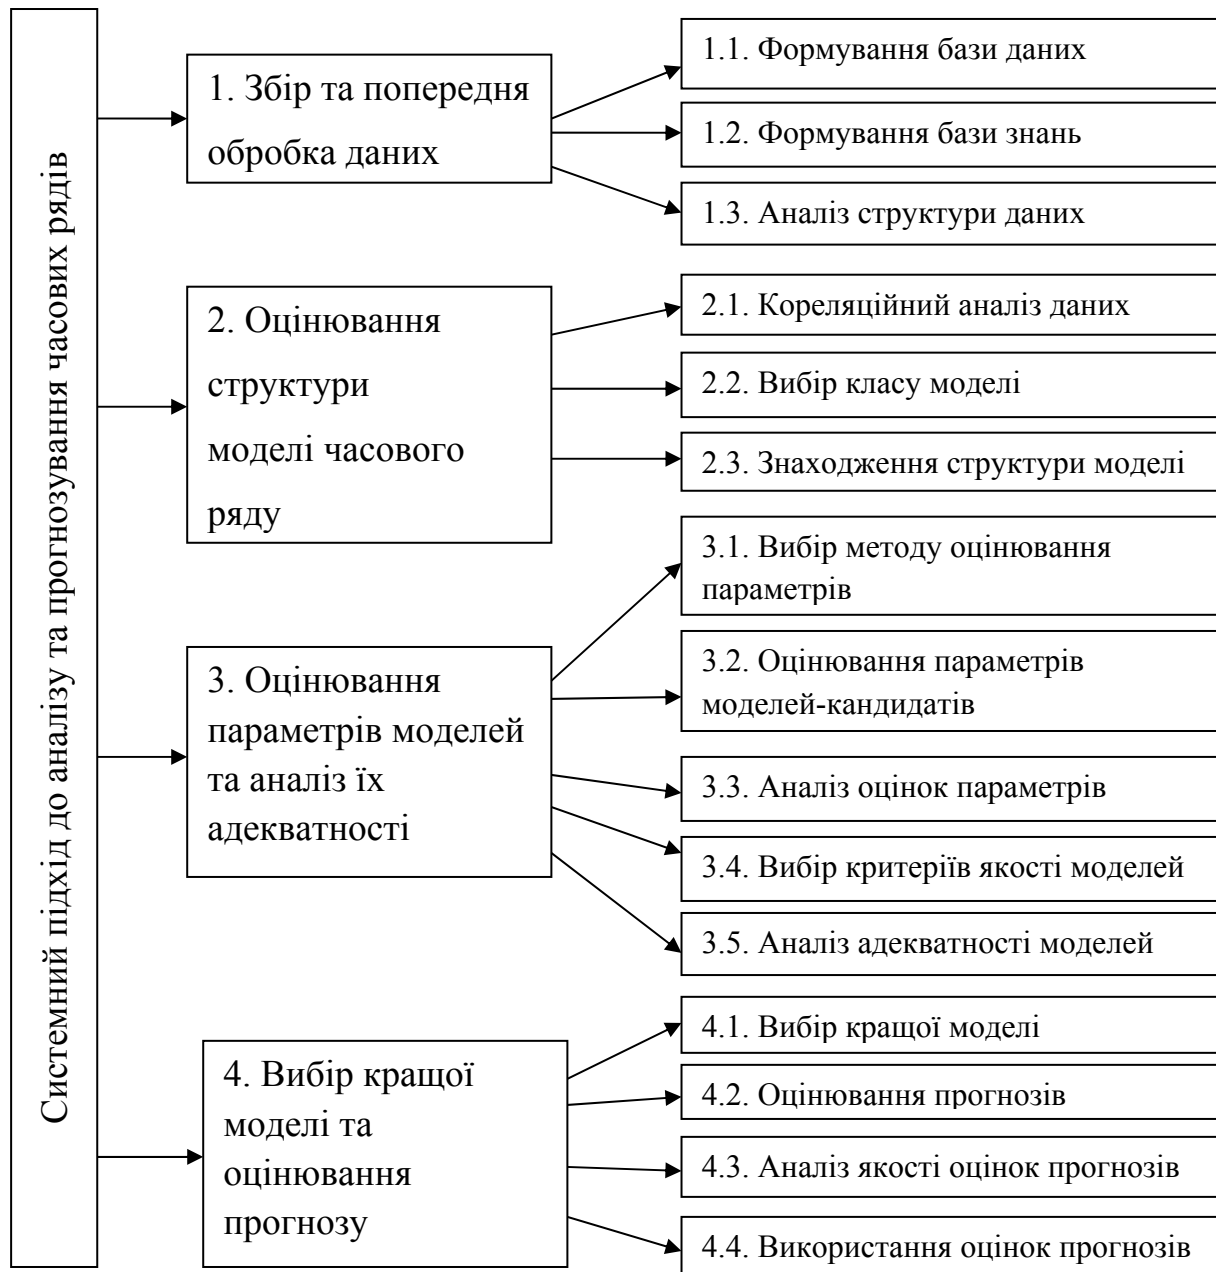 Системний підхід до аналізу та прогнозування часових рядів
1. Збір та попередня
обробка даних
1.1. Формування бази даних
1.2. Формування бази знань
1.3. Аналіз структури даних
2. Оцінювання
структури
моделі часового
ряду
2.1. Кореляційний аналіз даних
2.2. Вибір класу моделі
2.3. Знаходження структури моделі
3. Оцінювання
параметрів моделей
та аналіз їх
адекватності
3.1. Вибір методу оцінювання
параметрів
3.2. Оцінювання параметрів
моделей-кандидатів
3.3. Аналіз оцінок параметрів
3.4. Вибір критеріїв якості моделей
3.5. Аналіз адекватності моделей
4. Вибір кращої
моделі та
оцінювання
прогнозу
4.1. Вибір кращої моделі
4.2. Оцінювання прогнозів
4.3. Аналіз якості оцінок прогнозів
4.4. Використання оцінок прогнозів